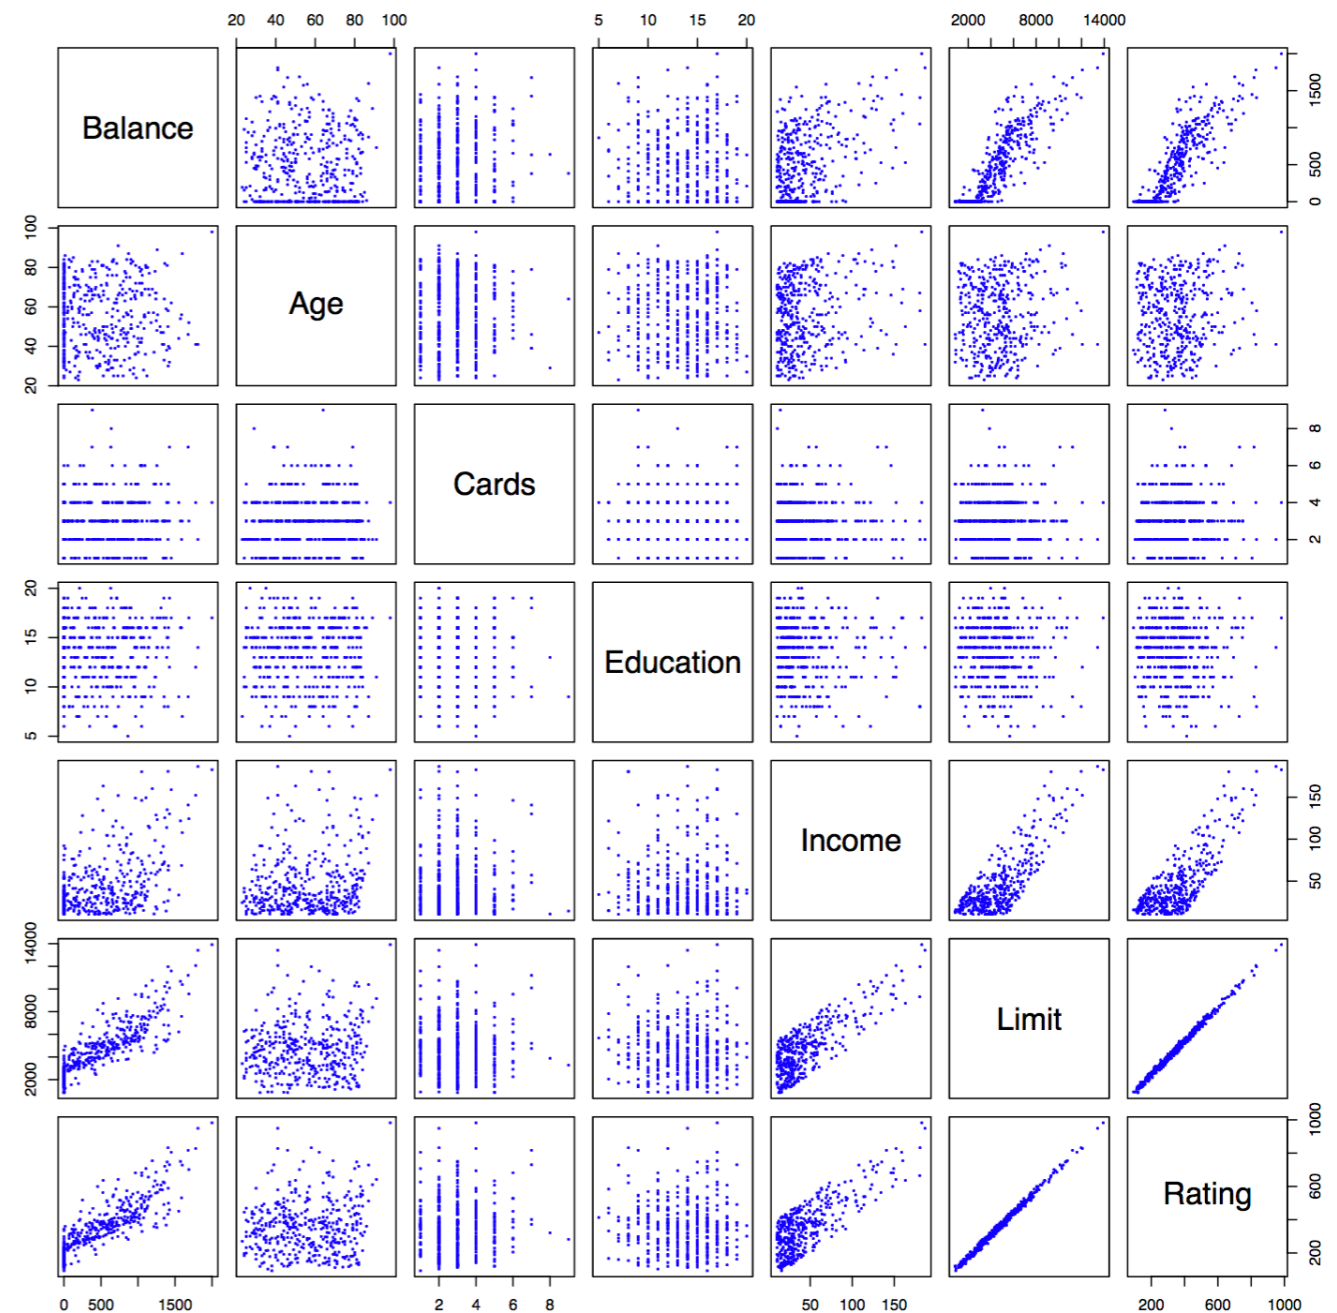 20 40 60 80 100 5 10 15 20 2000 8000 14000
Balance
0 500 1500
20 40 60 80 100
Age
Cards
2 4 6 8
5 10 15 20
Education
Income
50 100 150
2000 8000 14000
Limit
Rating
200 600 1000
0 500 1500 2 4 6 8 50 100 150 200 600 1000